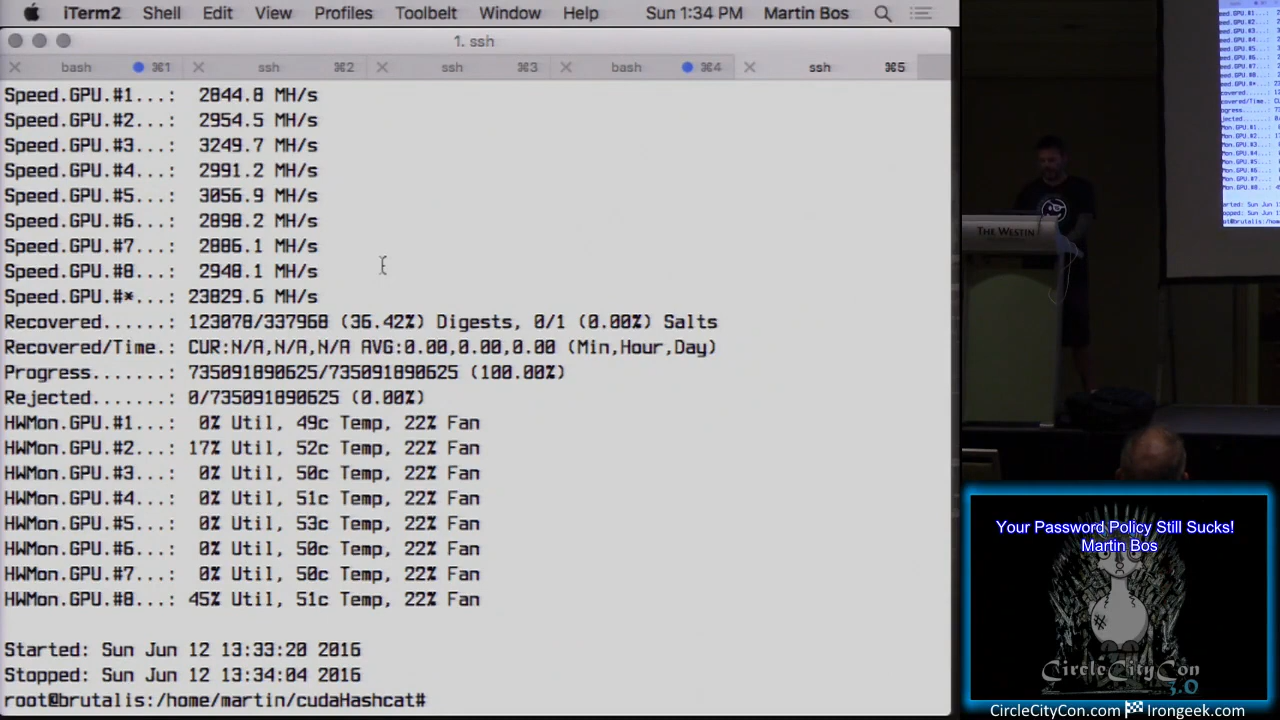 iTerm2 Shell Edit View Profiles Toolbelt Window Help Sun 1:34 PM Martin Bos
1. ssh
bash ⌘1 ssh ⌘2 ssh ⌘3 bash ⌘4 ssh ⌘5
Speed.GPU.#1...: 2844.8 MH/s
Speed.GPU.#2...: 2954.5 MH/s
Speed.GPU.#3...: 3249.7 MH/s
Speed.GPU.#4...: 2991.2 MH/s
Speed.GPU.#5...: 3056.9 MH/s
Speed.GPU.#6...: 2898.2 MH/s
Speed.GPU.#7...: 2886.1 MH/s
Speed.GPU.#8...: 2948.1 MH/s
Speed.GPU.#*...: 23829.6 MH/s
Recovered......: 123078/337968 (36.42%) Digests, 0/1 (0.00%) Salts
Recovered/Time.: CUR:N/A,N/A,N/A AVG:0.00,0.00,0.00 (Min,Hour,Day)
Progress.......: 735091890625/735091890625 (100.00%)
Rejected.......: 0/735091890625 (0.00%)
HWMon.GPU.#1...: 0% Util, 49c Temp, 22% Fan
HWMon.GPU.#2...: 17% Util, 52c Temp, 22% Fan
HWMon.GPU.#3...: 0% Util, 50c Temp, 22% Fan
HWMon.GPU.#4...: 0% Util, 51c Temp, 22% Fan
HWMon.GPU.#5...: 0% Util, 53c Temp, 22% Fan
HWMon.GPU.#6...: 0% Util, 50c Temp, 22% Fan
HWMon.GPU.#7...: 0% Util, 50c Temp, 22% Fan
HWMon.GPU.#8...: 45% Util, 51c Temp, 22% Fan
Started: Sun Jun 12 13:33:20 2016
Stopped: Sun Jun 12 13:34:04 2016
root@brutalis:/home/martin/cudaHashcat#
THE WESTIN
Your Password Policy Still Sucks!
Martin Bos
CircleCityCon
3.0
CircleCityCon.com Irongeek.com